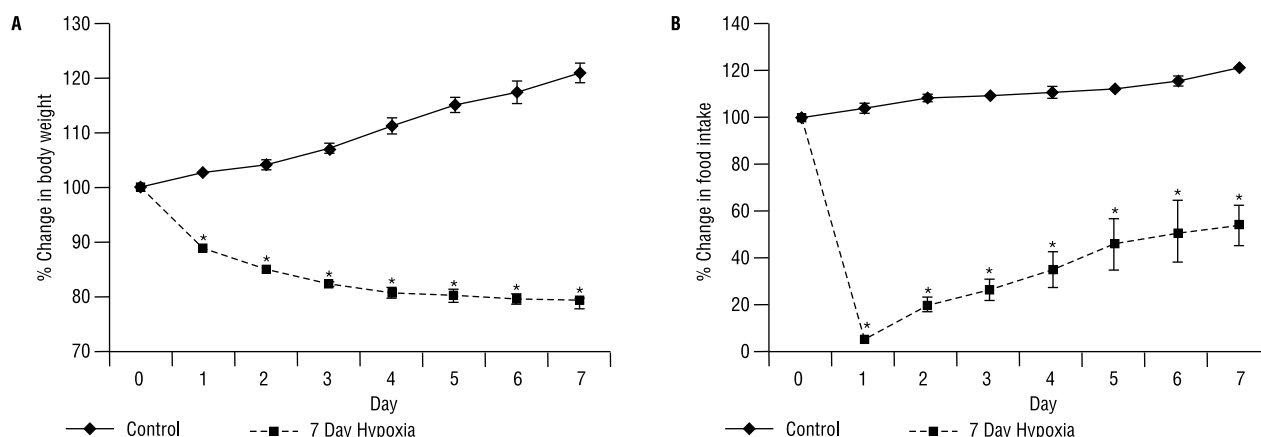 A
130
120
110
100
90
80
70
% Change in body weight
* * * * * * *
0 1 2 3 4 5 6 7
Day
Control 7 Day Hypoxia
B
140
120
100
80
60
40
20
0
% Change in food intake
* * * * * * *
0 1 2 3 4 5 6 7
Day
Control 7 Day Hypoxia